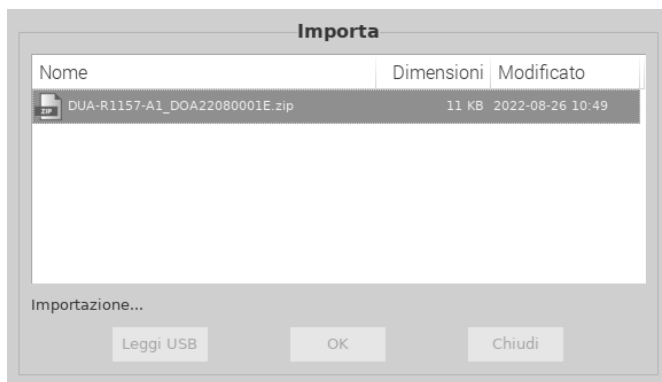 Importa
Nome Dimensioni Modificato
ZIP DUA-R1157-A1_DOA22080001E.zip 11 KB 2022-08-26 10:49
Importazione...
Leggi USB OK Chiudi